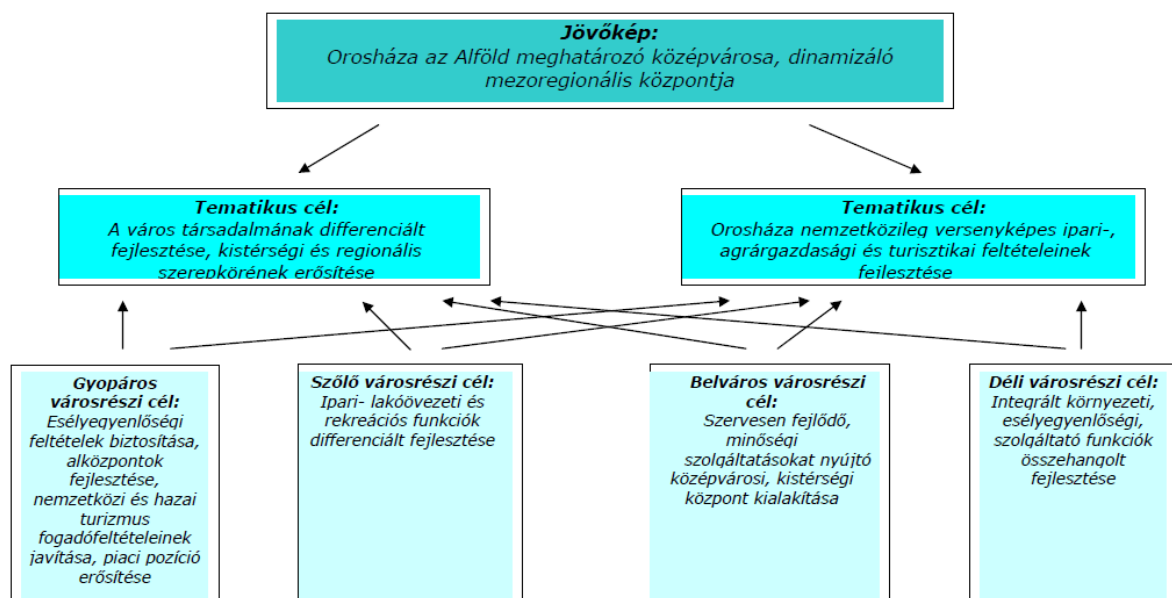 Jövőkép:
Orosháza az Alföld meghatározó középvárosa, dinamizáló
mezoregionális központja
Tematikus cél:
A város társadalmának differenciált
fejlesztése, kistérségi és regionális
szerepkörének erősítése
Tematikus cél:
Orosháza nemzetközileg versenyképes ipari-,
agrárgazdasági és turisztikai feltételeinek
fejlesztése
Gyopáros
városrészi cél:
Esélyegyenlőségi
feltételek biztosítása,
alközpontok
fejlesztése,
nemzetközi és hazai
turizmus
fogadófeltételeinek
javítása, piaci pozíció
erősítése
Szőlő városrészi cél:
Ipari- lakóövezeti és
rekreációs funkciók
differenciált fejlesztése
Belváros városrészi
cél:
Szervesen fejlődő,
minőségi
szolgáltatásokat nyújtó
középvárosi, kistérségi
központ kialakítása
Déli városrészi cél:
Integrált környezeti,
esélyegyenlőségi,
szolgáltató funkciók
összehangolt
fejlesztése